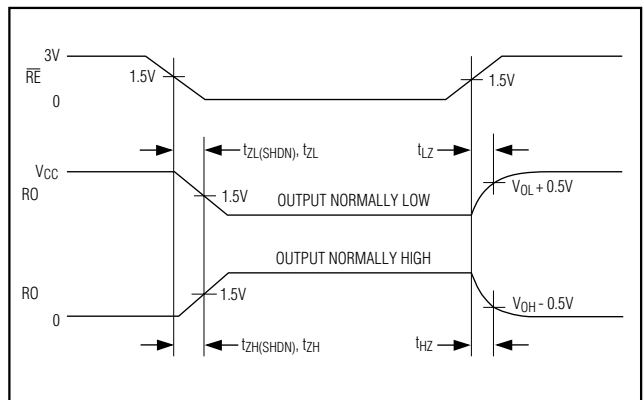 3V
R̅E̅
1.5V
1.5V
0
tZL(SHDN), tZL
tLZ
VCC
RO
1.5V
OUTPUT NORMALLY LOW
VOL + 0.5V
OUTPUT NORMALLY HIGH
RO
1.5V
VOH - 0.5V
0
tZH(SHDN), tZH
tHZ